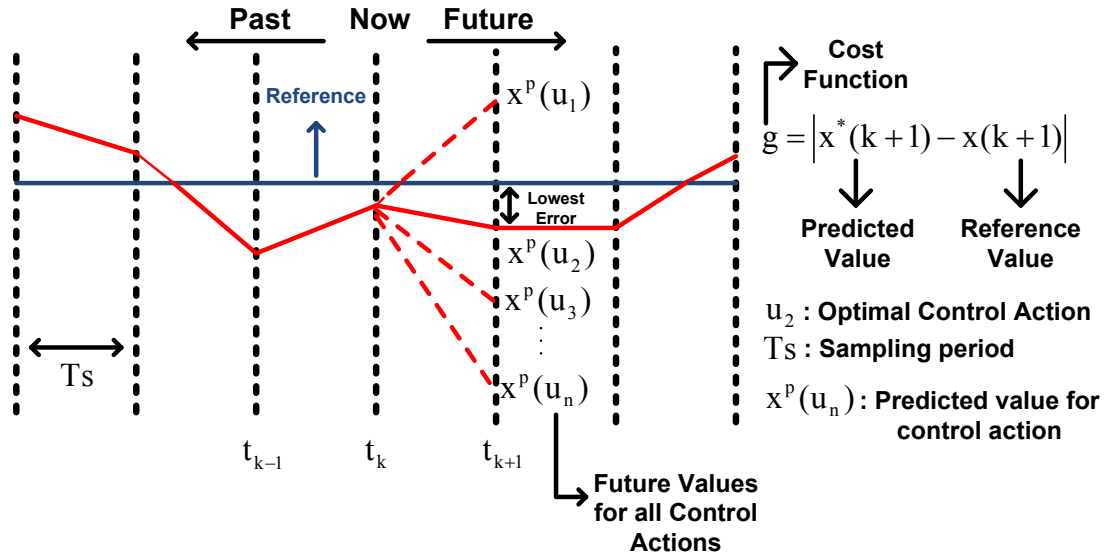 Past Now Future
Reference
x^p(u_1)
Lowest
Error
x^p(u_2)
x^p(u_3)
⋮
x^p(u_n)
Ts
t_{k-1} t_k t_{k+1}
Future Values
for all Control
Actions
Cost
Function
g = |x^*(k+1) − x(k+1)|
Predicted
Value
Reference
Value
u_2 : Optimal Control Action
Ts : Sampling period
x^p(u_n) : Predicted value for
control action